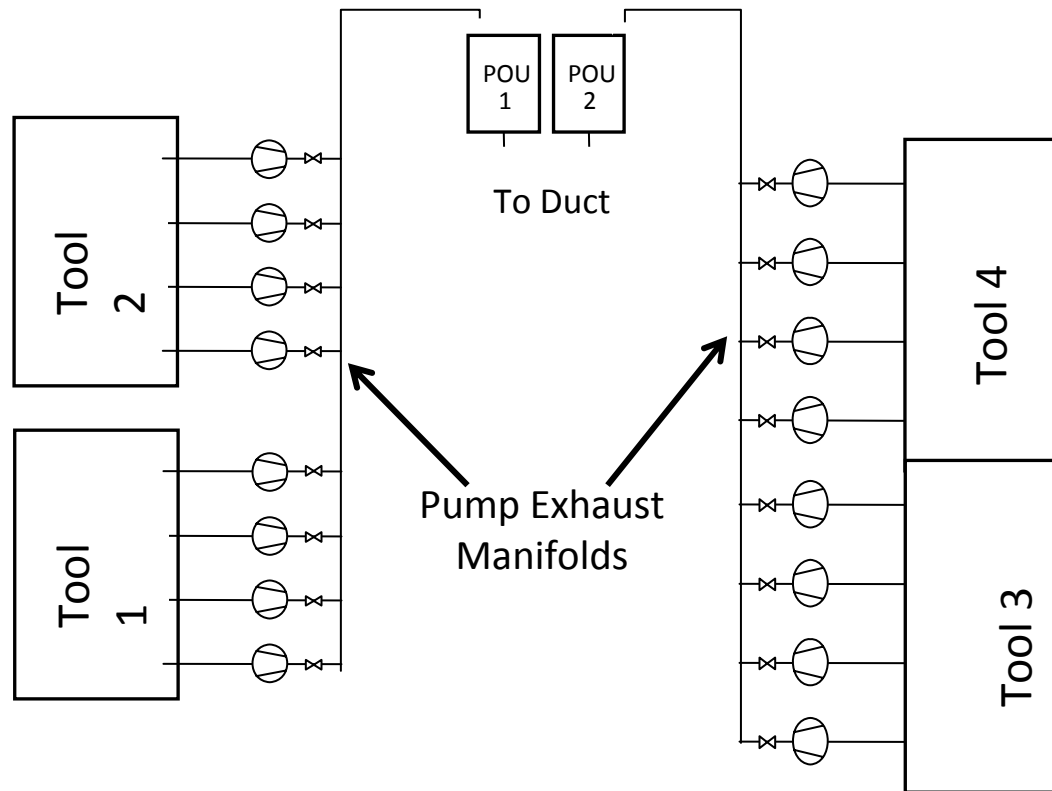 POU
1
POU
2
To Duct
Tool
2
Tool 4
Pump Exhaust
Manifolds
Tool
1
Tool 3